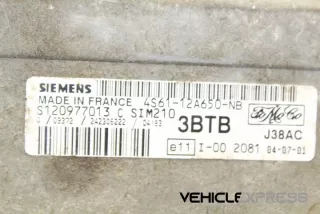 SIEMENS
MADE IN FRANCE 4S61-12A650-NB
S120977013 C SIM210
3BTB
J38AC
e11 I-00 2081 04-07-01
VEHICLEXPRESS